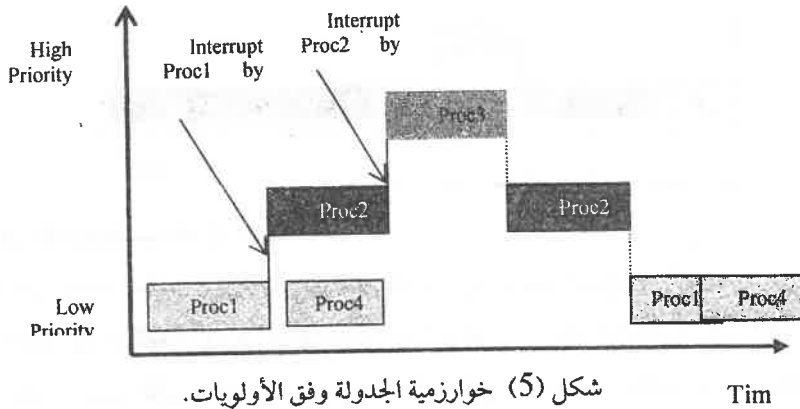 Interrupt
Proc1 by
Interrupt
Proc2 by
High
Priority
Proc3
Proc2
Proc2
Proc1
Proc4
Proc1
Proc4
Low
Priority
Tim
شكل (5) خوارزمية الجدولة وفق الأولويات.